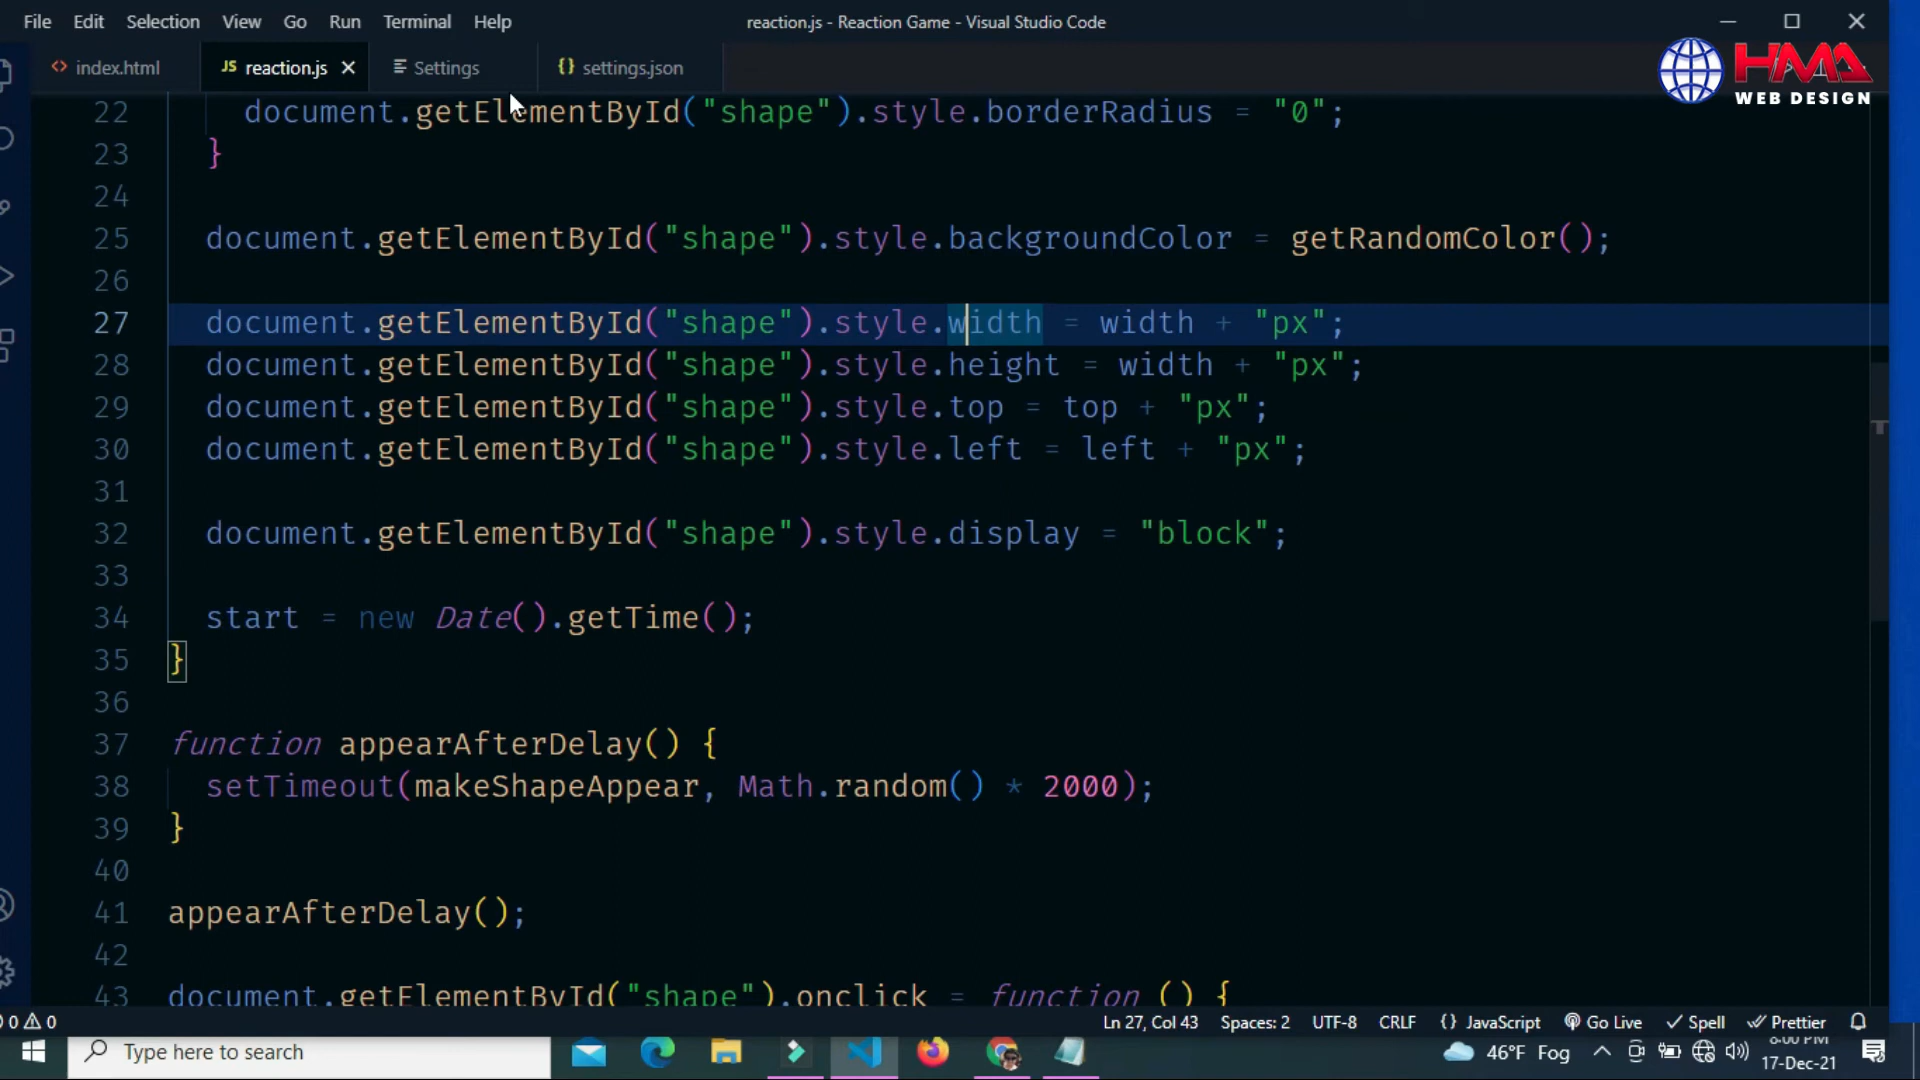 File Edit Selection View Go Run Terminal Help reaction.js - Reaction Game - Visual Studio Code
index.html JS reaction.js Settings {} settings.json
HMA
WEB DESIGN
22 document.getElementById("shape").style.borderRadius = "0";
23 }
24
25 document.getElementById("shape").style.backgroundColor = getRandomColor();
26
27 document.getElementById("shape").style.width = width + "px";
28 document.getElementById("shape").style.height = width + "px";
29 document.getElementById("shape").style.top = top + "px";
30 document.getElementById("shape").style.left = left + "px";
31
32 document.getElementById("shape").style.display = "block";
33
34 start = new Date().getTime();
35 }
36
37 function appearAfterDelay() {
38 setTimeout(makeShapeAppear, Math.random() * 2000);
39 }
40
41 appearAfterDelay();
42
43 document.getElementById("shape").onclick = function () {
0 0 Ln 27, Col 43 Spaces: 2 UTF-8 CRLF {} JavaScript Go Live Spell Prettier
Type here to search 46°F Fog 8:00 PM
17-Dec-21